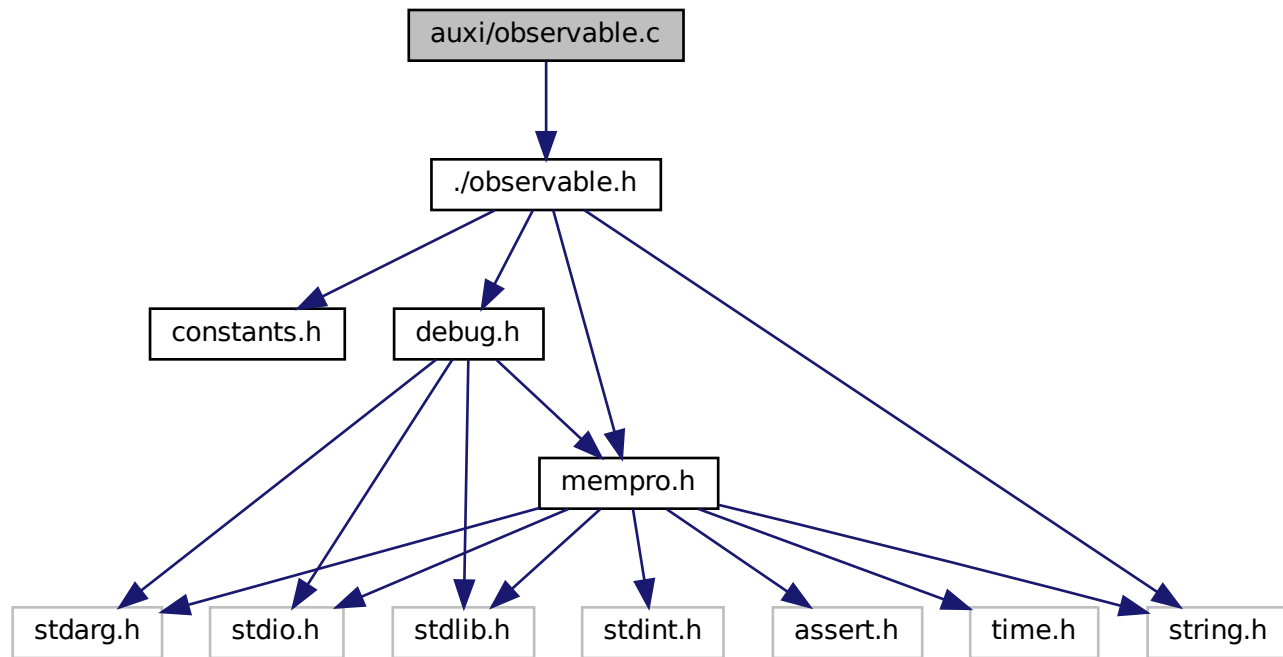 auxi/observable.c
./observable.h
constants.h
debug.h
mempro.h
stdarg.h
stdio.h
stdlib.h
stdint.h
assert.h
time.h
string.h